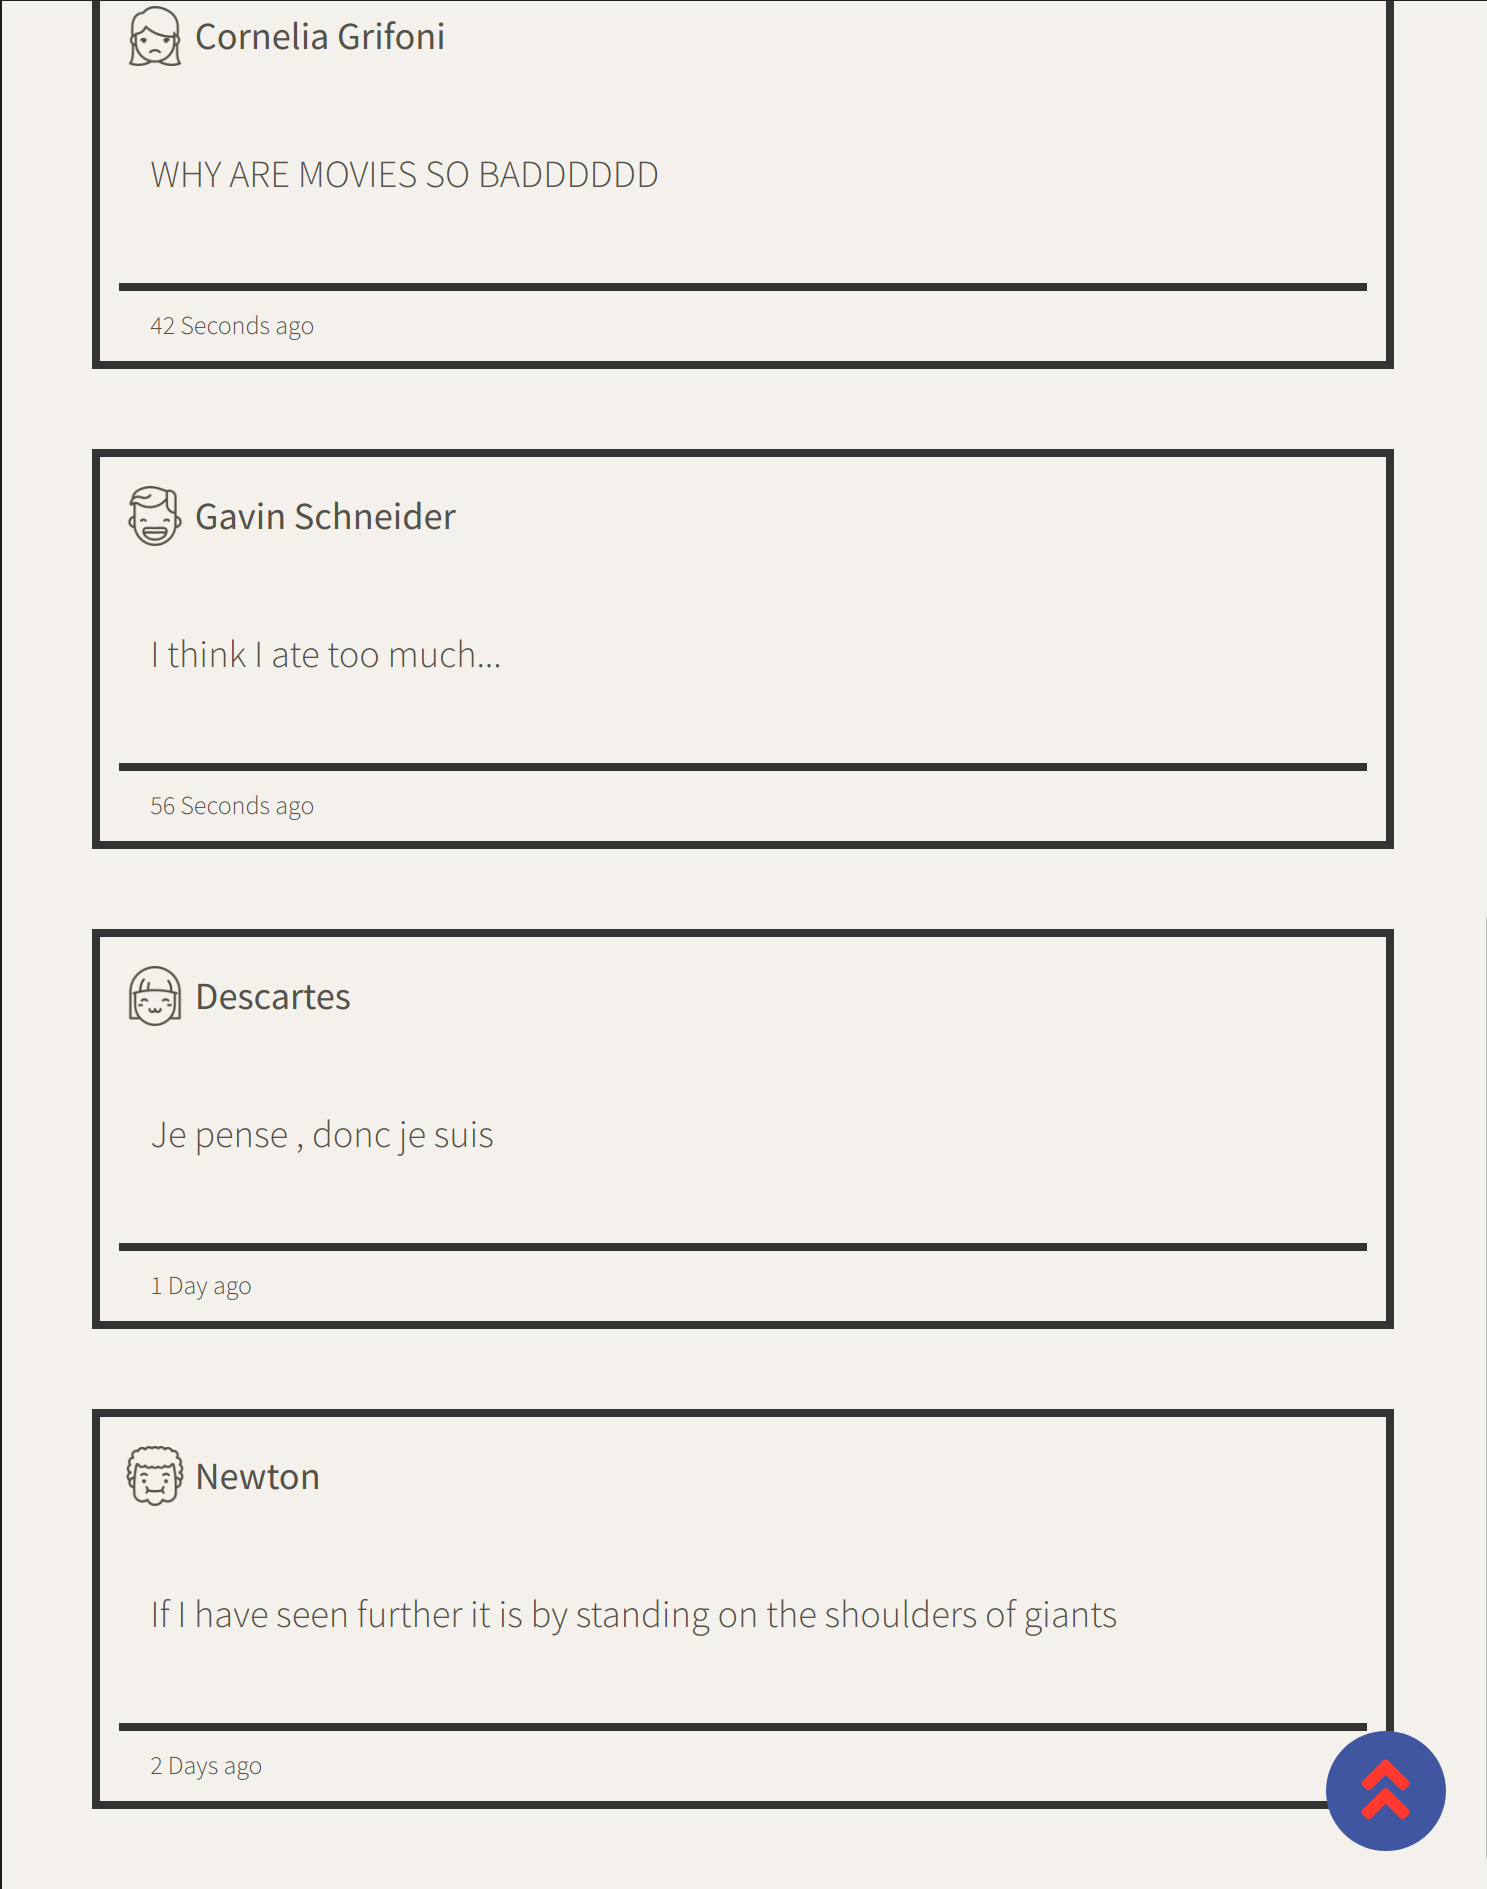 Cornelia Grifoni
WHY ARE MOVIES SO BADDDDDD
42 Seconds ago
Gavin Schneider
I think I ate too much...
56 Seconds ago
Descartes
Je pense , donc je suis
1 Day ago
Newton
If I have seen further it is by standing on the shoulders of giants
2 Days ago